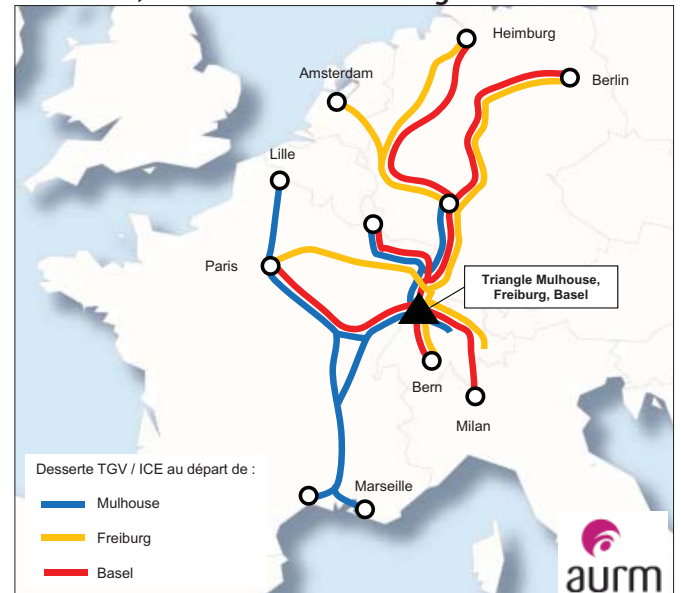 Heimburg
Amsterdam
Berlin
Lille
Paris
Triangle Mulhouse,
Freiburg, Basel
Bern
Milan
Marseille
Desserte TGV / ICE au départ de :
Mulhouse
Freiburg
Basel
aurm